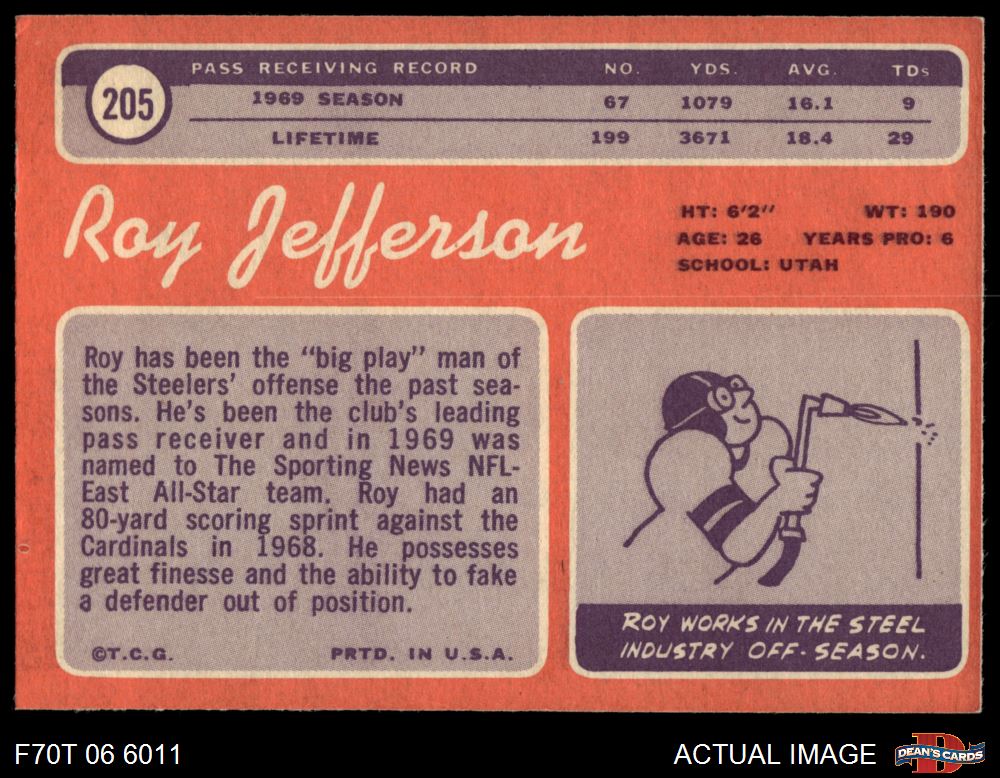 205
PASS RECEIVING RECORD NO. YDS. AVG. TDs
1969 SEASON 67 1079 16.1 9
LIFETIME 199 3671 18.4 29
Roy Jefferson
HT: 6'2" WT: 190
AGE: 26 YEARS PRO: 6
SCHOOL: UTAH
Roy has been the "big play" man of
the Steelers' offense the past sea-
sons. He's been the club's leading
pass receiver and in 1969 was
named to The Sporting News NFL-
East All-Star team. Roy had an
80-yard scoring sprint against the
Cardinals in 1968. He possesses
great finesse and the ability to fake
a defender out of position.
©T.C.G. PRTD. IN U.S.A.
ROY WORKS IN THE STEEL
INDUSTRY OFF-SEASON.
F70T 06 6011 ACTUAL IMAGE
D
DEAN'S CARDS